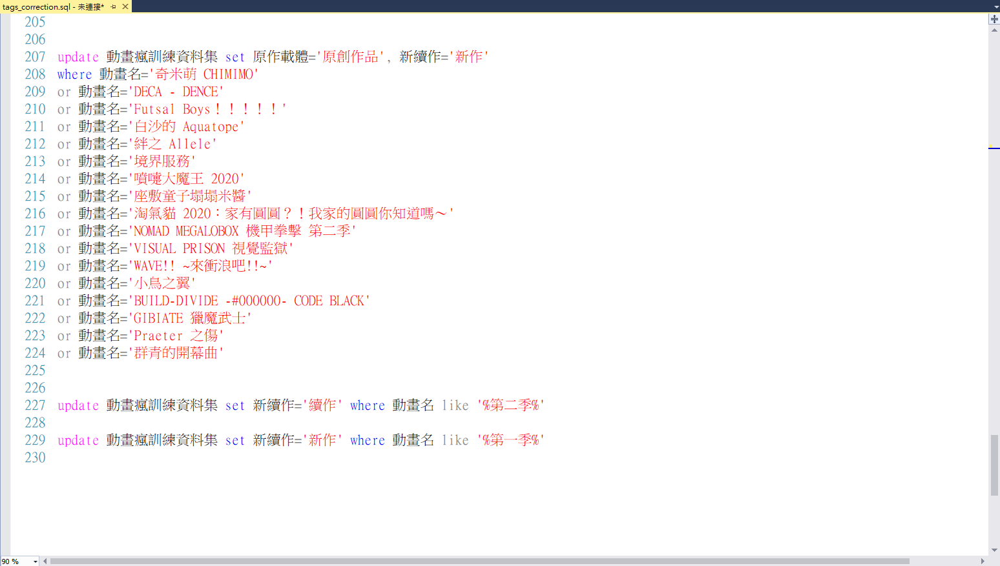 tags_correction.sql - 未連接*
205
206
207 update 動畫瘋訓練資料集 set 原作載體='原創作品', 新續作='新作'
208 where 動畫名='奇米萌 CHIMIMO'
209 or 動畫名='DECA - DENCE'
210 or 動畫名='Futsal Boys！！！！！'
211 or 動畫名='白沙的 Aquatope'
212 or 動畫名='絆之 Allele'
213 or 動畫名='境界服務'
214 or 動畫名='噴嚏大魔王 2020'
215 or 動畫名='座敷童子塌塌米醬'
216 or 動畫名='淘氣貓 2020：家有圓圓？！我家的圓圓你知道嗎～'
217 or 動畫名='NOMAD MEGALOBOX 機甲拳擊 第二季'
218 or 動畫名='VISUAL PRISON 視覺監獄'
219 or 動畫名='WAVE!! ~來衝浪吧!!~'
220 or 動畫名='小鳥之翼'
221 or 動畫名='BUILD-DIVIDE -#000000- CODE BLACK'
222 or 動畫名='GIBIATE 獵魔武士'
223 or 動畫名='Praeter 之傷'
224 or 動畫名='群青的開幕曲'
225
226
227 update 動畫瘋訓練資料集 set 新續作='續作' where 動畫名 like '%第二季%'
228
229 update 動畫瘋訓練資料集 set 新續作='新作' where 動畫名 like '%第一季%'
230
90 %